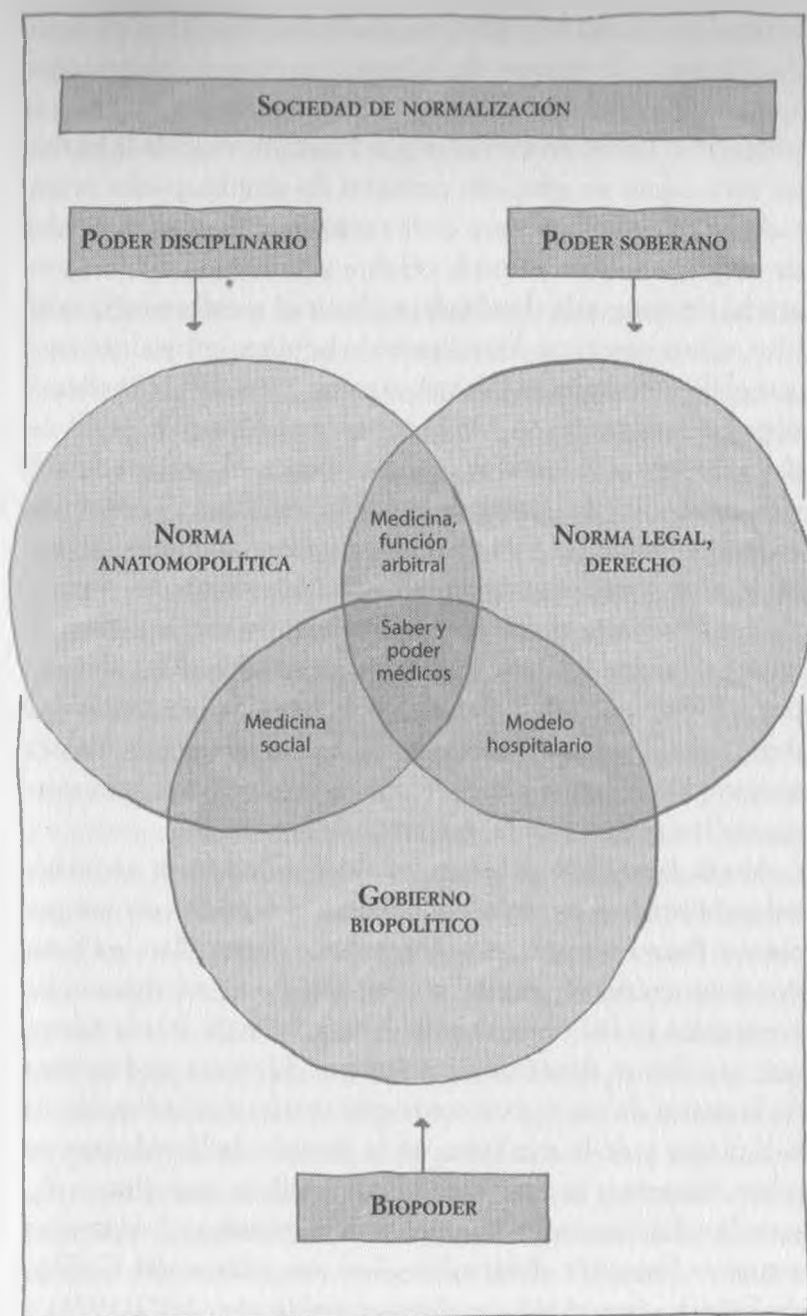 SOCIEDAD DE NORMALIZACIÓN
PODER DISCIPLINARIO
PODER SOBERANO
NORMA
ANATOMOPOLÍTICA
Medicina,
función
arbitral
NORMA LEGAL,
DERECHO
Saber y
poder
médicos
Medicina
social
Modelo
hospitalario
GOBIERNO
BIOPOLÍTICO
BIOPODER